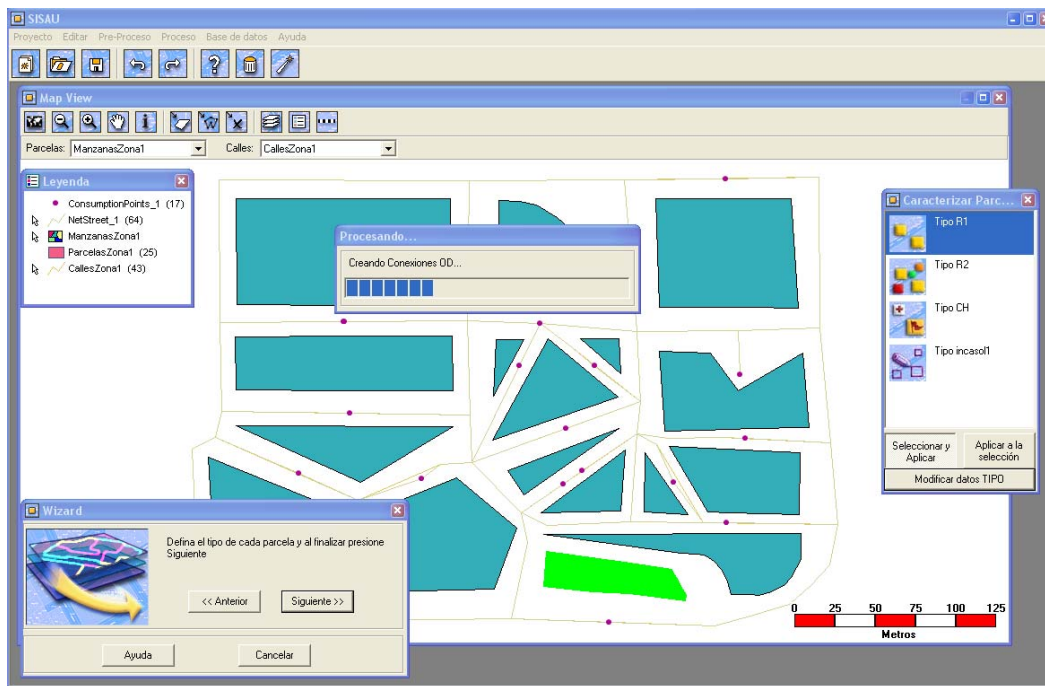 SISAU
Proyecto Editar Pre-Proceso Proceso Base de datos Ayuda
Map View
Parcelas: ManzanasZona1 Calles: CallesZona1
Leyenda
ConsumptionPoints_1 (17)
NetStreet_1 (64)
ManzanasZona1
ParcelasZona1 (25)
CallesZona1 (43)
Procesando...
Creando Conexiones OD...
Caracterizar Parc...
Tipo R1
Tipo R2
Tipo CH
Tipo incasol1
Seleccionar y
Aplicar
Aplicar a la
selección
Modificar datos TIPO
Wizard
Defina el tipo de cada parcela y al finalizar presione
Siguiente
<< Anterior Siguiente >>
Ayuda Cancelar
0 25 50 75 100 125
Metros